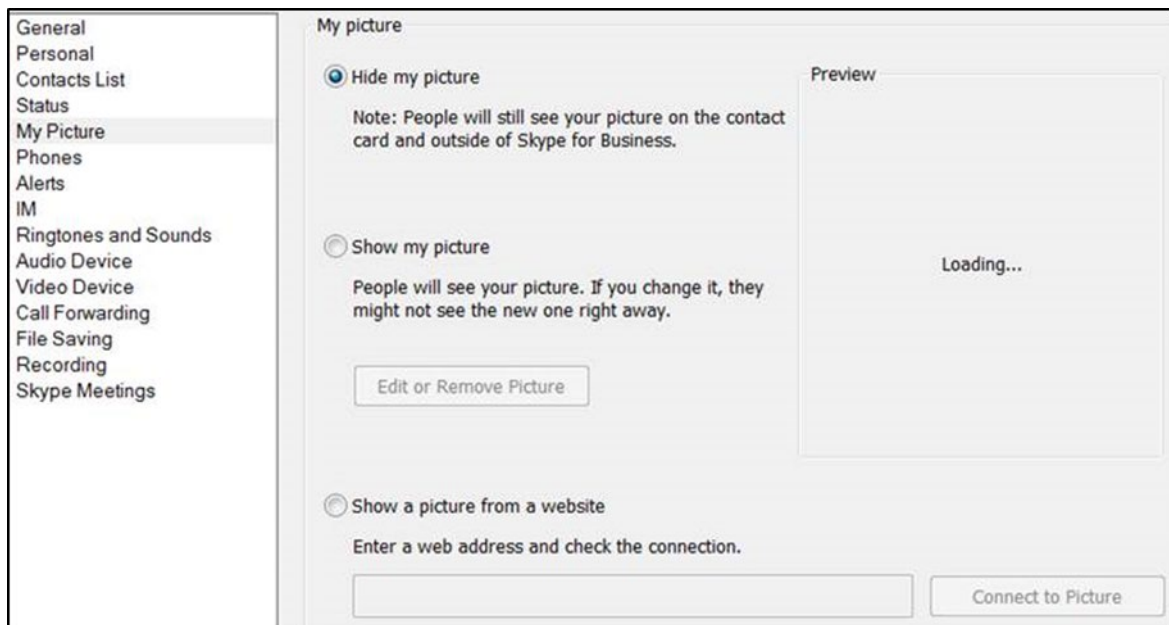 General
Personal
Contacts List
Status
My Picture
Phones
Alerts
IM
Ringtones and Sounds
Audio Device
Video Device
Call Forwarding
File Saving
Recording
Skype Meetings
My picture
Hide my picture
Note: People will still see your picture on the contact
card and outside of Skype for Business.
Show my picture
People will see your picture. If you change it, they
might not see the new one right away.
Edit or Remove Picture
Preview
Loading...
Show a picture from a website
Enter a web address and check the connection.
Connect to Picture